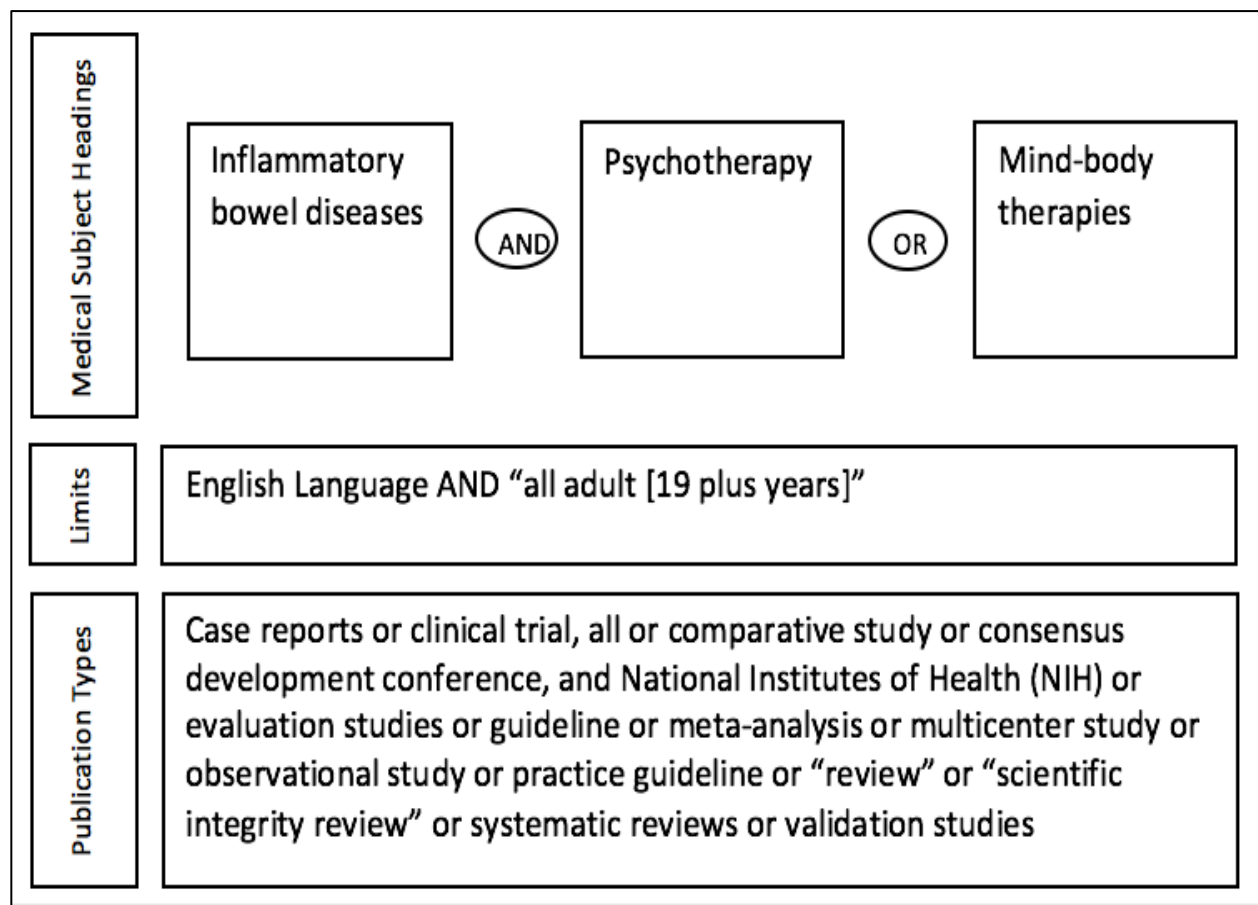 Medical Subject Headings
Inflammatory
bowel diseases
AND
Psychotherapy
OR
Mind-body
therapies
Limits
English Language AND “all adult [19 plus years]”
Publication Types
Case reports or clinical trial, all or comparative study or consensus
development conference, and National Institutes of Health (NIH) or
evaluation studies or guideline or meta-analysis or multicenter study or
observational study or practice guideline or “review” or “scientific
integrity review” or systematic reviews or validation studies